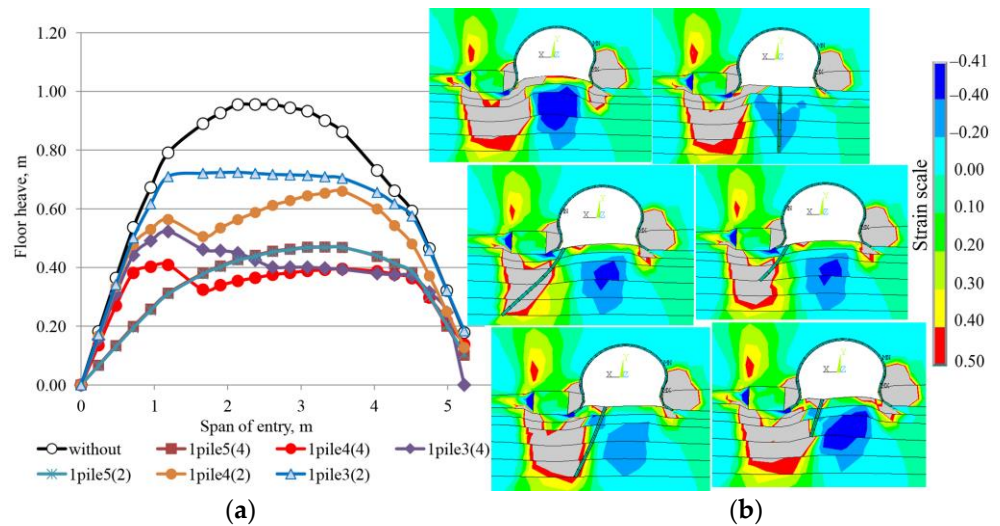 1.20
1.00
0.80
0.60
0.40
0.20
0.00
Floor heave, m
0 1 2 3 4 5
Span of entry, m
without 1pile5(4) 1pile4(4) 1pile3(4)
1pile5(2) 1pile4(2) 1pile3(2)
(a)
X
X
X
X
X
X
(b)
Strain scale
–0.41
–0.40
–0.20
0.00
0.10
0.20
0.30
0.40
0.50